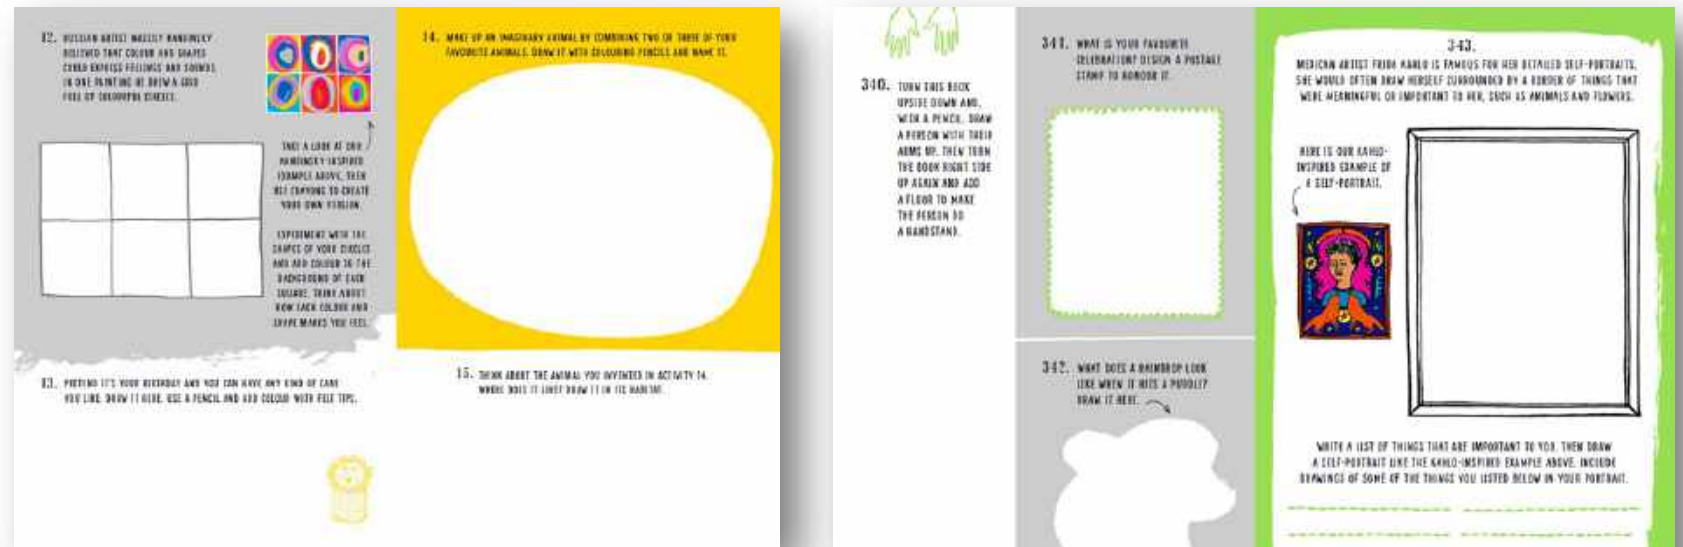 12. RUSSIAN ARTIST WASSILY KANDINSKY
BELIEVED THAT COLOUR AND SHAPES
COULD EXPRESS FEELINGS AND SOUNDS.
IN ONE PAINTING HE DREW A GRID
FULL OF COLOURFUL CIRCLES.
TAKE A LOOK AT OUR
KANDINSKY-INSPIRED
EXAMPLE ABOVE, THEN
USE CRAYONS TO CREATE
YOUR OWN VERSION.
EXPERIMENT WITH THE
SHAPES OF YOUR CIRCLES
AND ADD COLOUR TO THE
BACKGROUND OF EACH
SQUARE. THINK ABOUT
HOW EACH COLOUR AND
SHAPE MAKES YOU FEEL.
13. PRETEND IT'S YOUR BIRTHDAY AND YOU CAN HAVE ANY KIND OF CAKE
YOU LIKE. DRAW IT HERE. USE A PENCIL AND ADD COLOUR WITH FELT TIPS.
14. MAKE UP AN IMAGINARY ANIMAL BY COMBINING TWO OR THREE OF YOUR
FAVOURITE ANIMALS. DRAW IT WITH COLOURING PENCILS AND NAME IT.
15. THINK ABOUT THE ANIMAL YOU INVENTED IN ACTIVITY 14.
WHERE DOES IT LIVE? DRAW IT IN ITS HABITAT.
340. TURN THIS BOOK
UPSIDE DOWN AND,
WITH A PENCIL, DRAW
A PERSON WITH THEIR
ARMS UP. THEN TURN
THE BOOK RIGHT SIDE
UP AGAIN AND ADD
A FLOOR TO MAKE
THE PERSON DO
A HANDSTAND.
341. WHAT IS YOUR FAVOURITE
CELEBRATION? DESIGN A POSTAGE
STAMP TO HONOUR IT.
342. WHAT DOES A RAINDROP LOOK
LIKE WHEN IT HITS A PUDDLE?
DRAW IT HERE.
343.
MEXICAN ARTIST FRIDA KAHLO IS FAMOUS FOR HER DETAILED SELF-PORTRAITS.
SHE WOULD OFTEN DRAW HERSELF SURROUNDED BY A BORDER OF THINGS THAT
WERE MEANINGFUL OR IMPORTANT TO HER, SUCH AS ANIMALS AND FLOWERS.
HERE IS OUR KAHLO-
INSPIRED EXAMPLE OF
A SELF-PORTRAIT.
WRITE A LIST OF THINGS THAT ARE IMPORTANT TO YOU. THEN DRAW
A SELF-PORTRAIT LIKE THE KAHLO-INSPIRED EXAMPLE ABOVE. INCLUDE
DRAWINGS OF SOME OF THE THINGS YOU LISTED BELOW IN YOUR PORTRAIT.